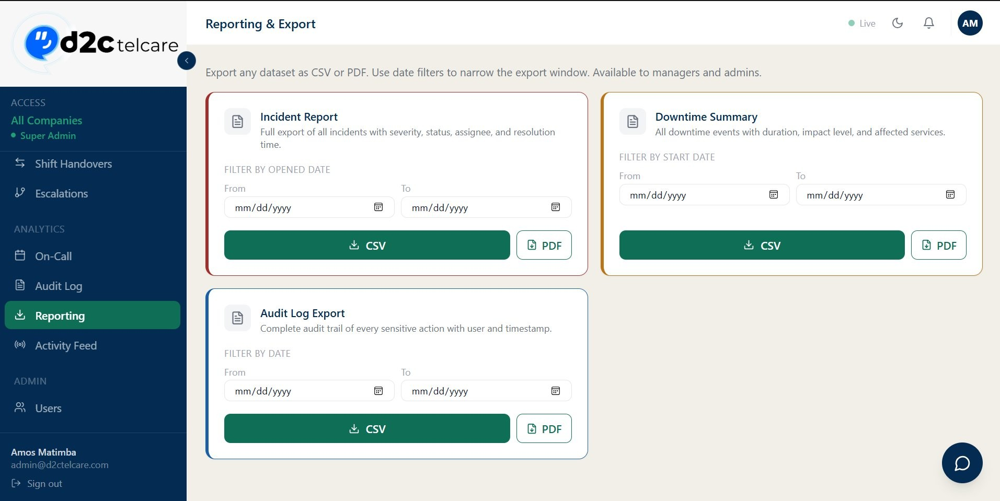 d2c telcare
Reporting & Export
Live
AM
ACCESS
All Companies
Super Admin
Shift Handovers
Escalations
ANALYTICS
On-Call
Audit Log
Reporting
Activity Feed
ADMIN
Users
Amos Matimba
admin@d2ctelcare.com
Sign out
Export any dataset as CSV or PDF. Use date filters to narrow the export window. Available to managers and admins.
Incident Report
Full export of all incidents with severity, status, assignee, and resolution
time.
FILTER BY OPENED DATE
From To
mm/dd/yyyy mm/dd/yyyy
CSV PDF
Downtime Summary
All downtime events with duration, impact level, and affected services.
FILTER BY START DATE
From To
mm/dd/yyyy mm/dd/yyyy
CSV PDF
Audit Log Export
Complete audit trail of every sensitive action with user and timestamp.
FILTER BY DATE
From To
mm/dd/yyyy mm/dd/yyyy
CSV PDF